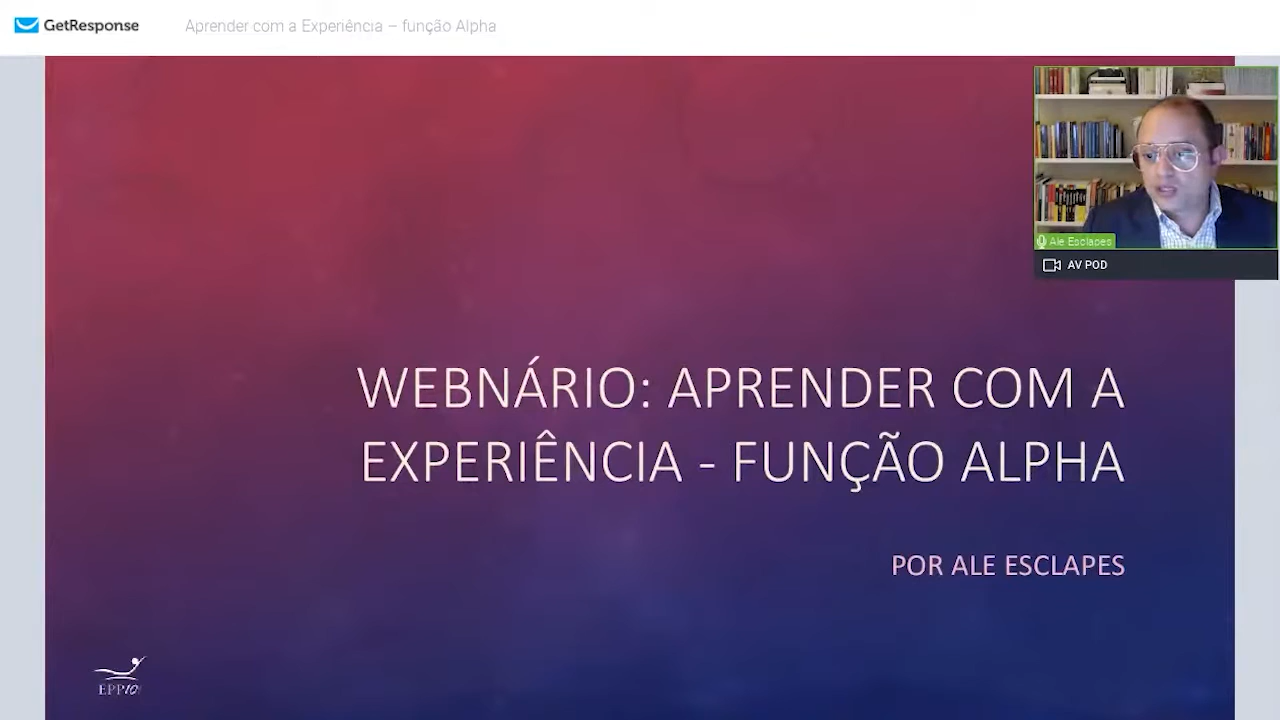 GetResponse
Aprender com a Experiência – função Alpha
Ale Esclapes
AV POD
WEBNÁRIO: APRENDER COM A
EXPERIÊNCIA - FUNÇÃO ALPHA
POR ALE ESCLAPES
EPP10